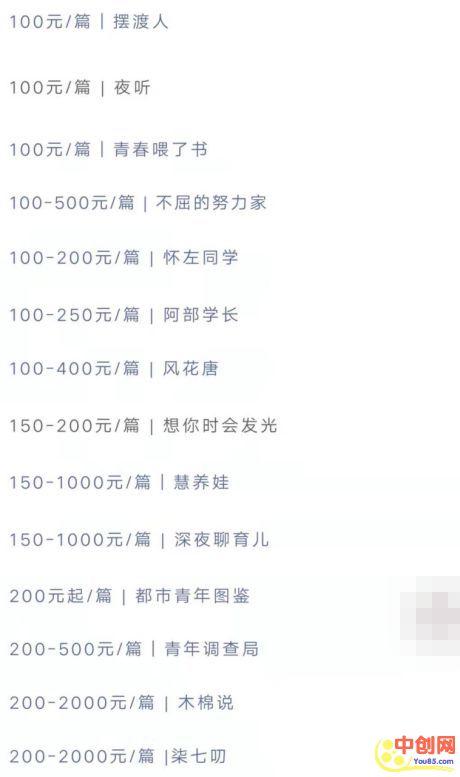 100元/篇 | 摆渡人
100元/篇 | 夜听
100元/篇 | 青春喂了书
100-500元/篇 | 不屈的努力家
100-200元/篇 | 怀左同学
100-250元/篇 | 阿部学长
100-400元/篇 | 风花唐
150-200元/篇 | 想你时会发光
150-1000元/篇 | 慧养娃
150-1000元/篇 | 深夜聊育儿
200元起/篇 | 都市青年图鉴
200-500元/篇 | 青年调查局
200-2000元/篇 | 木棉说
200-2000元/篇 |柒七叨
中创网
You85.com